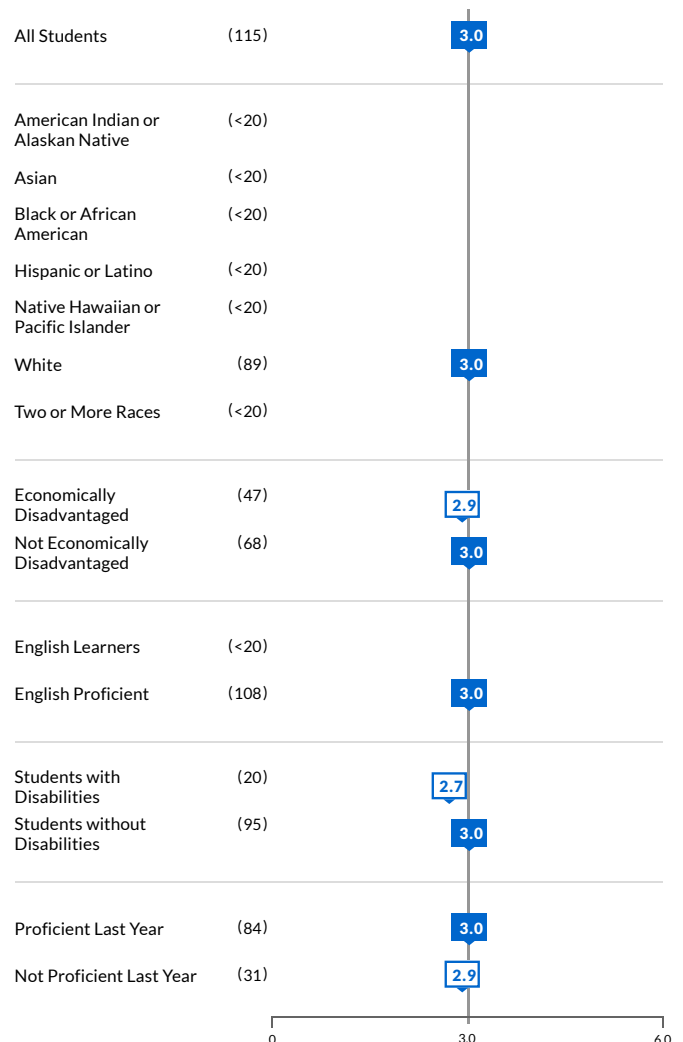 All Students (115) 3.0
American Indian or (<20)
Alaskan Native
Asian (<20)
Black or African (<20)
American
Hispanic or Latino (<20)
Native Hawaiian or (<20)
Pacific Islander
White (89) 3.0
Two or More Races (<20)
Economically (47) 2.9
Disadvantaged
Not Economically (68) 3.0
Disadvantaged
English Learners (<20)
English Proficient (108) 3.0
Students with (20) 2.7
Disabilities
Students without (95) 3.0
Disabilities
Proficient Last Year (84) 3.0
Not Proficient Last Year (31) 2.9
0 3.0 6.0